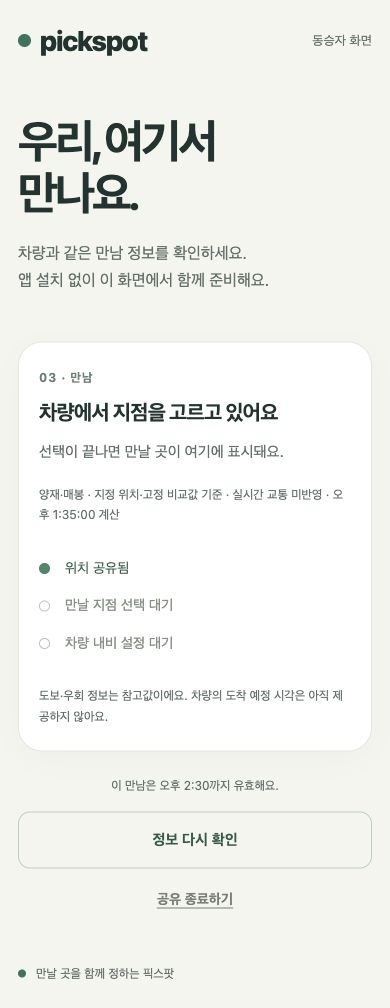 pickspot
동승자 화면
우리, 여기서
만나요.
차량과 같은 만남 정보를 확인하세요.
앱 설치 없이 이 화면에서 함께 준비해요.
03 · 만남
차량에서 지점을 고르고 있어요
선택이 끝나면 만날 곳이 여기에 표시돼요.
양재·매봉 · 지정 위치·고정 비교값 기준 · 실시간 교통 미반영 · 오
후 1:35:00 계산
위치 공유됨
만날 지점 선택 대기
차량 내비 설정 대기
도보·우회 정보는 참고값이에요. 차량의 도착 예정 시각은 아직 제
공하지 않아요.
이 만남은 오후 2:30까지 유효해요.
정보 다시 확인
공유 종료하기
만날 곳을 함께 정하는 픽스팟